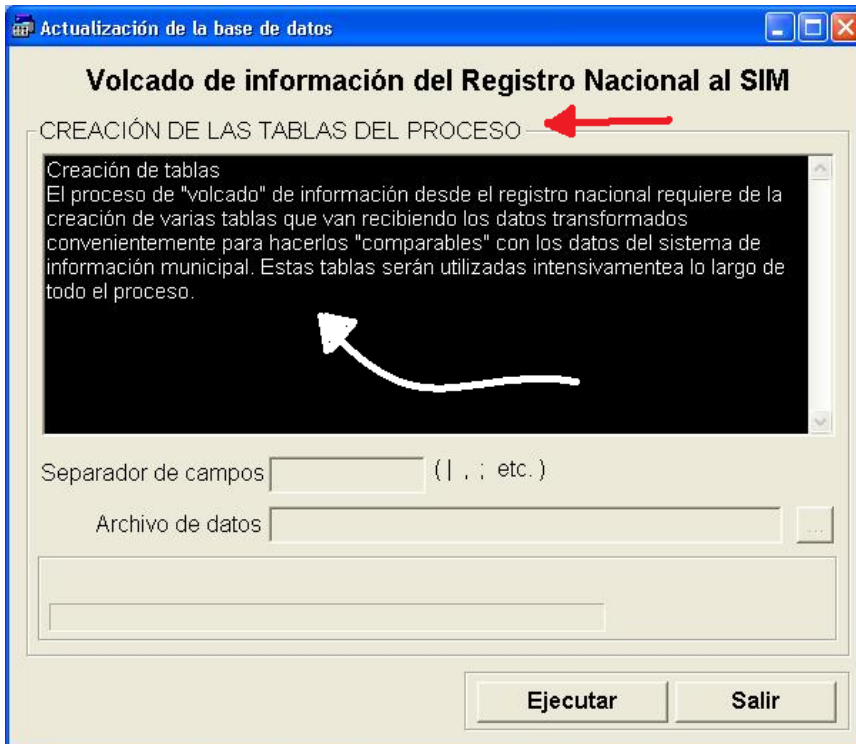 Actualización de la base de datos
Volcado de información del Registro Nacional al SIM
CREACIÓN DE LAS TABLAS DEL PROCESO
Creación de tablas
El proceso de "volcado" de información desde el registro nacional requiere de la
creación de varias tablas que van recibiendo los datos transformados
convenientemente para hacerlos "comparables" con los datos del sistema de
información municipal. Estas tablas serán utilizadas intensivamentea lo largo de
todo el proceso.
Separador de campos ( | , ; etc. )
Archivo de datos ...
Ejecutar Salir